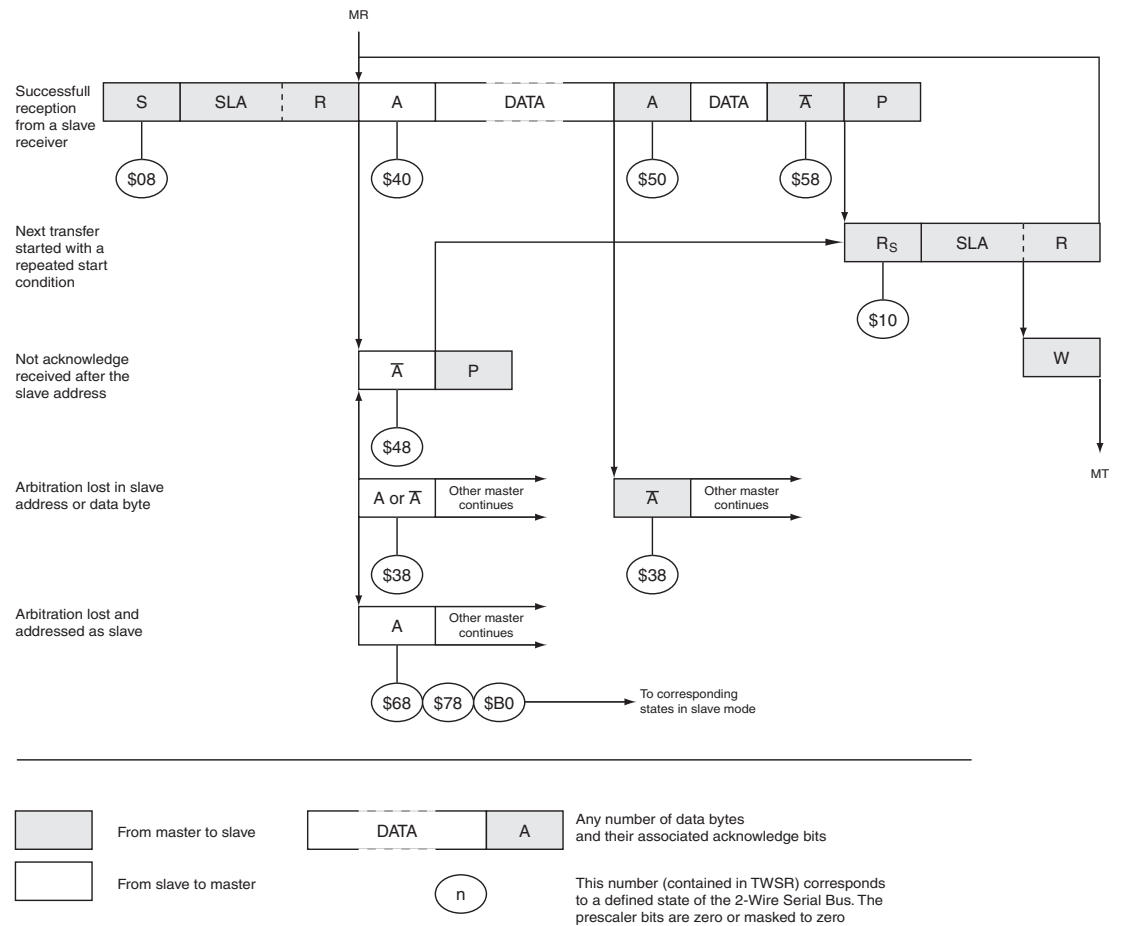 MR
Successfull
reception
from a slave
receiver
S SLA R A DATA A DATA A̅ P
$08 $40 $50 $58
Next transfer
started with a
repeated start
condition
RS SLA R
$10
Not acknowledge
received after the
slave address
A̅ P
W
$48
MT
Arbitration lost in slave
address or data byte
A or A̅
Other master
continues
A̅
Other master
continues
$38 $38
Arbitration lost and
addressed as slave
A
Other master
continues
$68 $78 $B0
To corresponding
states in slave mode
From master to slave
DATA A
Any number of data bytes
and their associated acknowledge bits
From slave to master
n
This number (contained in TWSR) corresponds
to a defined state of the 2-Wire Serial Bus. The
prescaler bits are zero or masked to zero